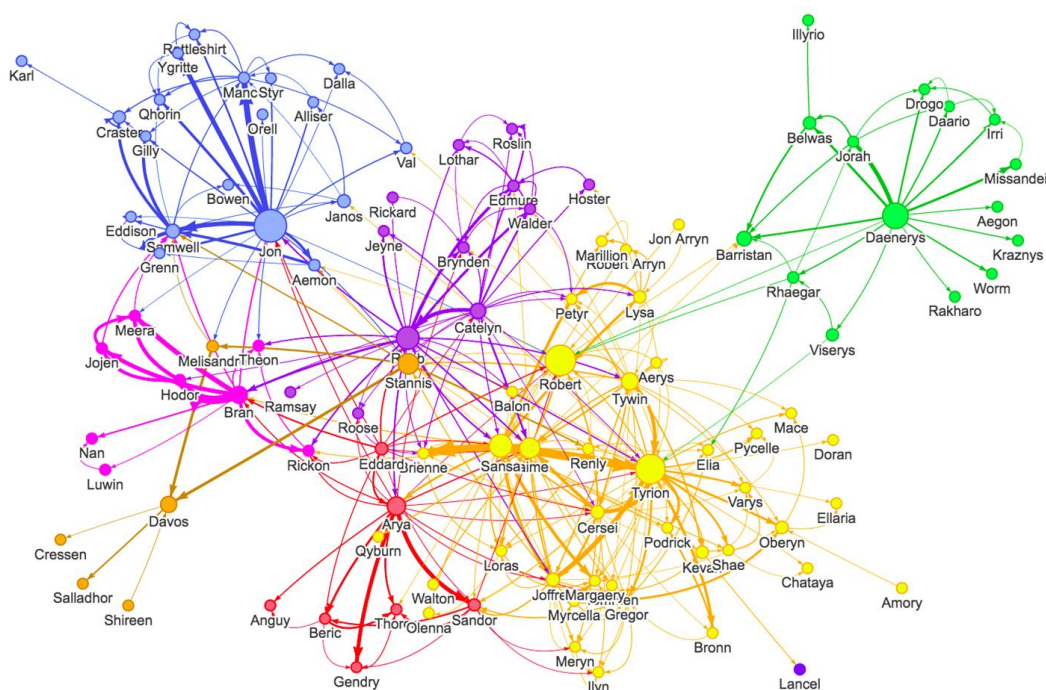 Illyrio
Rattleshirt
Karl
Ygritte
Dalla
Styr
Drogo
Qhorin
Alliser
Daario
Craster
Orell
Irri
Roslin
Belwas
Gilly
Lothar
Jorah
Val
Missandei
Bowen
Edmure
Rickard
Hoster
Janos
Walder
Aegon
Eddison
Daenerys
Samwell
Jeyne
Jon
Jon Arryn
Kraznys
Marillion
Barristan
Grenn
Brynden
Robert Arryn
Aemon
Worm
Rhaegar
Rakharo
Petyr
Lysa
Meera
Catelyn
Viserys
Melisandre
Theon
Jojen
Stannis
Robert
Aerys
Hodor
Tywin
Bran
Ramsay
Balon
Roose
Mace
Nan
Pycelle
Doran
Rickon
Eddard
Brienne
Sansa
Renly
Elia
Luwin
Tyrion
Varys
Davos
Arya
Cersei
Ellaria
Podrick
Oberyn
Cressen
Qyburn
Loras
Kevan
Shae
Chataya
Salladhor
Walton
Joffrey
Margaery
Amory
Shireen
Anguy
Beric
Thoros
Olenna
Sandor
Myrcella
Gregor
Bronn
Gendry
Meryn
Ilyn
Lancel